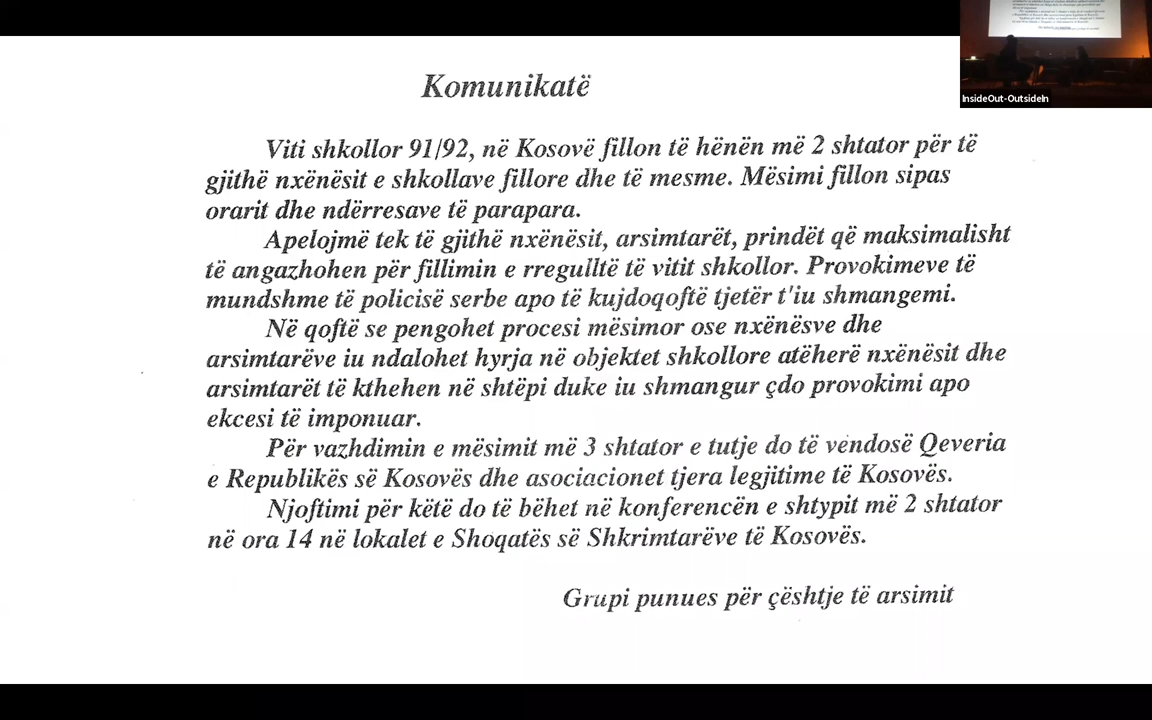 Komunikatë
Viti shkollor 91/92, në Kosovë fillon të hënën më 2 shtator për të
gjithë nxënësit e shkollave fillore dhe të mesme. Mësimi fillon sipas
orarit dhe ndërresave të parapara.
Apelojmë tek të gjithë nxënësit, arsimtarët, prindët që maksimalisht
të angazhohen për fillimin e rregulltë të vitit shkollor. Provokimeve të
mundshme të policisë serbe apo të kujdoqoftë tjetër t'iu shmangemi.
Në qoftë se pengohet procesi mësimor ose nxënësve dhe
arsimtarëve iu ndalohet hyrja në objektet shkollore atëherë nxënësit dhe
arsimtarët të kthehen në shtëpi duke iu shmangur çdo provokimi apo
ekcesi të imponuar.
Për vazhdimin e mësimit më 3 shtator e tutje do të vendosë Qeveria
e Republikës së Kosovës dhe asociacionet tjera legjitime të Kosovës.
Njoftimi për këtë do të bëhet në konferencën e shtypit më 2 shtator
në ora 14 në lokalet e Shoqatës së Shkrimtarëve të Kosovës.
Grupi punues për çështje të arsimit
InsideOut-OutsideIn